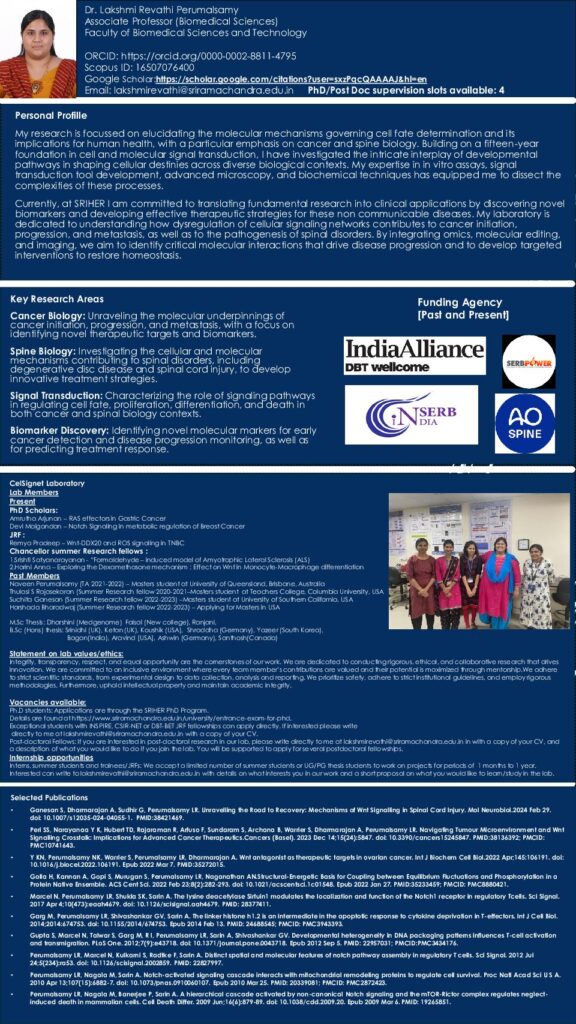 Dr. Lakshmi Revathi Perumalsamy
Associate Professor (Biomedical Sciences)
Faculty of Biomedical Sciences and Technology
ORCID: https://orcid.org/0000-0002-8811-4795
Scopus ID: 16507076400
Google Scholar:https://scholar.google.com/citations?user=sxzPqcQAAAAJ&hl=en
Email: lakshmirevathi@sriramachandra.edu.in PhD/Post Doc supervision slots available: 4
Personal Profille
My research is focussed on elucidating the molecular mechanisms governing cell fate determination and its
implications for human health, with a particular emphasis on cancer and spine biology. Building on a fifteen-year
foundation in cell and molecular signal transduction, I have investigated the intricate interplay of developmental
pathways in shaping cellular destinies across diverse biological contexts. My expertise in in vitro assays, signal
transduction tool development, advanced microscopy, and biochemical techniques has equipped me to dissect the
complexities of these processes.
Currently, at SRIHER I am committed to translating fundamental research into clinical applications by discovering novel
biomarkers and developing effective therapeutic strategies for these non communicable diseases. My laboratory is
dedicated to understanding how dysregulation of cellular signaling networks contributes to cancer initiation,
progression, and metastasis, as well as to the pathogenesis of spinal disorders. By integrating omics, molecular editing,
and imaging, we aim to identify critical molecular interactions that drive disease progression and to develop targeted
interventions to restore homeostasis.
Key Research Areas
Cancer Biology: Unraveling the molecular underpinnings of
cancer initiation, progression, and metastasis, with a focus on
identifying novel therapeutic targets and biomarkers.
Spine Biology: Investigating the cellular and molecular
mechanisms contributing to spinal disorders, including
degenerative disc disease and spinal cord injury, to develop
innovative treatment strategies.
Signal Transduction: Characterizing the role of signaling pathways
in regulating cell fate, proliferation, differentiation, and death in
both cancer and spinal biology contexts.
Biomarker Discovery: Identifying novel molecular markers for early
cancer detection and disease progression monitoring, as well as
for predicting treatment response.
Funding Agency
[Past and Present]
IndiaAlliance
DBT wellcome
SERBPOWER
SERB
INDIA
AO
SPINE
CelSignet Laboratory
Lab Members
Present
PhD Scholars:
Amrutha Arjunan – RAS effectors in Gastric Cancer
Devi Maigandan – Notch Signaling in metabolic regulation of Breast Cancer
JRF :
Remya Pradeep – Wnt-DDX20 and ROS signaling in TNBC
Chancellor summer Research fellows :
1.Srishti Satyanarayanan - "Formaldehyde – Induced model of Amyotrophic Lateral Sclerosis (ALS)
2.Harini Anna – Exploring the Dexamethasone mechanism : Effect on Wnt in Monocyte-Macrophage differentiation
Past Members
Naveen Perumalsamy (TA 2021-2022) – Masters student at University of Queensland, Brisbane, Australia
Thulasi S Rajasekaran (Summer Research fellow 2020-2021–Masters student at Teachers College, Columbia University, USA
Suchita Ganesan (Summer Research fellow 2022-2023) –Masters student at University of Southern California, USA
Harshada Bharadwaj (Summer Research fellow 2022-2023) – Applying for Masters in USA
M.Sc Thesis: Dharshini (Medgenome) Faisal (New college), Ronjani,
B.Sc (Hons) thesis: Srinidhi (UK), Ketan(UK), Koushik (USA), Shraddha (Germany), Yazeer(South Korea),
Bagan(India), Aravind (USA), Ashwin (Germany), Santhosh(Canada)
Statement on lab values/ethics:
Integrity, transparency, respect, and equal opportunity are the cornerstones of our work. We are dedicated to conducting rigorous, ethical, and collaborative research that drives
innovation. We are committed to an inclusive environment where every team member's contributions are valued and their potential is maximized through mentorship.We adhere
to strict scientific standards, from experimental design to data collection, analysis and reporting. We prioritize safety, adhere to strict institutional guidelines, and employ rigorous
methodologies. Furthermore, uphold intellectual property and maintain academic integrity.
Vacancies available:
Ph.D students: Applications are through the SRIHER PhD Program.
Details are found at https://www.sriramachandra.edu.in/university/entrance-exam-for-phd.
Exceptional students with INSPIRE, CSIR-NET or DBT-BET JRF fellowships can apply directly. If interested please write
directly to me at lakshmirevathi@sriramachandra.edu.in with a copy of your CV.
Post-doctoral Fellows: If you are interested in post-doctoral research in our lab, please write directly to me at lakshmirevathi@sriramachandra.edu.in in with a copy of your CV, and
a description of what you would like to do if you join the lab. You will be supported to apply for several postdoctoral fellowships.
Internship opportunities
Interns, summer students and trainees/JRFs: We accept a limited number of summer students or UG/PG thesis students to work on projects for periods of 1 months to 1 year.
Interested can write to lakshmirevathi@sriramachandra.edu.in with details on what interests you in our work and a short proposal on what you would like to learn/study in the lab.
Selected Publications
• Ganesan S, Dharmarajan A, Sudhir G, Perumalsamy LR. Unravelling the Road to Recovery: Mechanisms of Wnt Signalling in Spinal Cord Injury. Mol Neurobiol.2024 Feb 29.
doi: 10.1007/s12035-024-04055-1. PMID:38421469.
• Peri SS, Narayanaa Y K, Hubert TD, Rajaraman R, Arfuso F, Sundaram S, Archana B, Warrier S, Dharmarajan A, Perumalsamy LR. Navigating Tumour Microenvironment and Wnt
Signalling Crosstalk: Implications for Advanced Cancer Therapeutics.Cancers (Basel). 2023 Dec 14;15(24):5847. doi: 10.3390/cancers15245847. PMID:38136392; PMCID:
PMC10741643.
• Y KN, Perumalsamy NK, Warrier S, Perumalsamy LR, Dharmarajan A. Wnt antagonist as therapeutic targets in ovarian cancer. Int J Biochem Cell Biol.2022 Apr;145:106191. doi:
10.1016/j.biocel.2022.106191. Epub 2022 Mar 7. PMID:35272015.
• Golla H, Kannan A, Gopi S, Murugan S, Perumalsamy LR, Naganathan AN.Structural-Energetic Basis for Coupling between Equilibrium Fluctuations and Phosphorylation in a
Protein Native Ensemble. ACS Cent Sci. 2022 Feb 23;8(2):282-293. doi: 10.1021/acscentsci.1c01548. Epub 2022 Jan 27. PMID:35233459; PMCID: PMC8880421.
• Marcel N, Perumalsamy LR, Shukla SK, Sarin A. The lysine deacetylase Sirtuin1 modulates the localization and function of the Notch1 receptor in regulatory Tcells. Sci Signal.
2017 Apr 4;10(473):eaah4679. doi: 10.1126/scisignal.aah4679. PMID: 28377411.
• Garg M, Perumalsamy LR, Shivashankar GV, Sarin A. The linker histone h1.2 is an intermediate in the apoptotic response to cytokine deprivation in T-effectors. Int J Cell Biol.
2014;2014:674753. doi: 10.1155/2014/674753. Epub 2014 Feb 13. PMID: 24688545; PMCID: PMC3943393.
• Gupta S, Marcel N, Talwar S, Garg M, R I, Perumalsamy LR, Sarin A, Shivashankar GV. Developmental heterogeneity in DNA packaging patterns influences T-cell activation
and transmigration. PLoS One. 2012;7(9):e43718. doi: 10.1371/journal.pone.0043718. Epub 2012 Sep 5. PMID: 22957031; PMCID:PMC3434176.
• Perumalsamy LR, Marcel N, Kulkarni S, Radtke F, Sarin A. Distinct spatial and molecular features of notch pathway assembly in regulatory T cells. Sci Signal. 2012 Jul
24;5(234):ra53. doi: 10.1126/scisignal.2002859. PMID: 22827997.
• Perumalsamy LR, Nagala M, Sarin A. Notch-activated signaling cascade interacts with mitochondrial remodeling proteins to regulate cell survival. Proc Natl Acad Sci U S A.
2010 Apr 13;107(15):6882-7. doi: 10.1073/pnas.0910060107. Epub 2010 Mar 25. PMID: 20339081; PMCID: PMC2872423.
• Perumalsamy LR, Nagala M, Banerjee P, Sarin A. A hierarchical cascade activated by non-canonical Notch signaling and the mTOR-Rictor complex regulates neglect-
induced death in mammalian cells. Cell Death Differ. 2009 Jun;16(6):879-89. doi: 10.1038/cdd.2009.20. Epub 2009 Mar 6. PMID: 19265851.